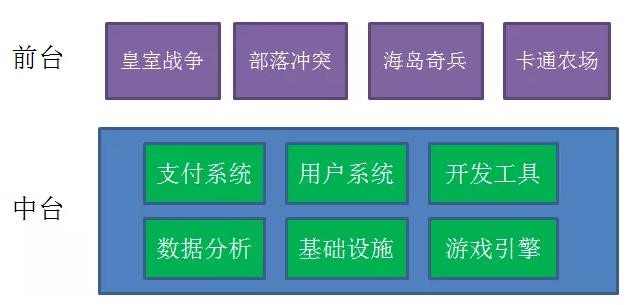 前台
皇室战争 部落冲突 海岛奇兵 卡通农场
中台
支付系统 用户系统 开发工具
数据分析 基础设施 游戏引擎